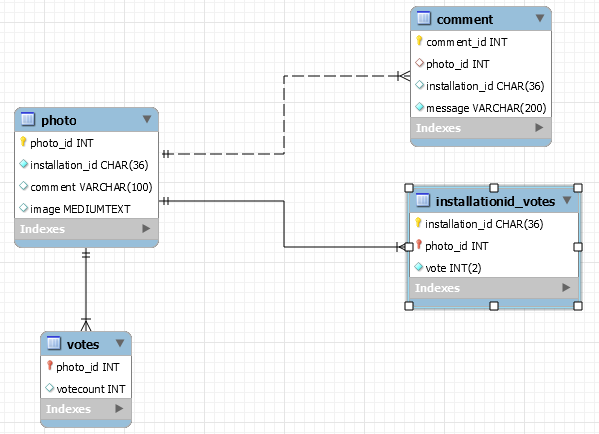 comment
comment_id INT
photo_id INT
installation_id CHAR(36)
message VARCHAR(200)
Indexes
photo
photo_id INT
installation_id CHAR(36)
comment VARCHAR(100)
image MEDIUMTEXT
Indexes
installationid_votes
installation_id CHAR(36)
photo_id INT
vote INT(2)
Indexes
votes
photo_id INT
votecount INT
Indexes